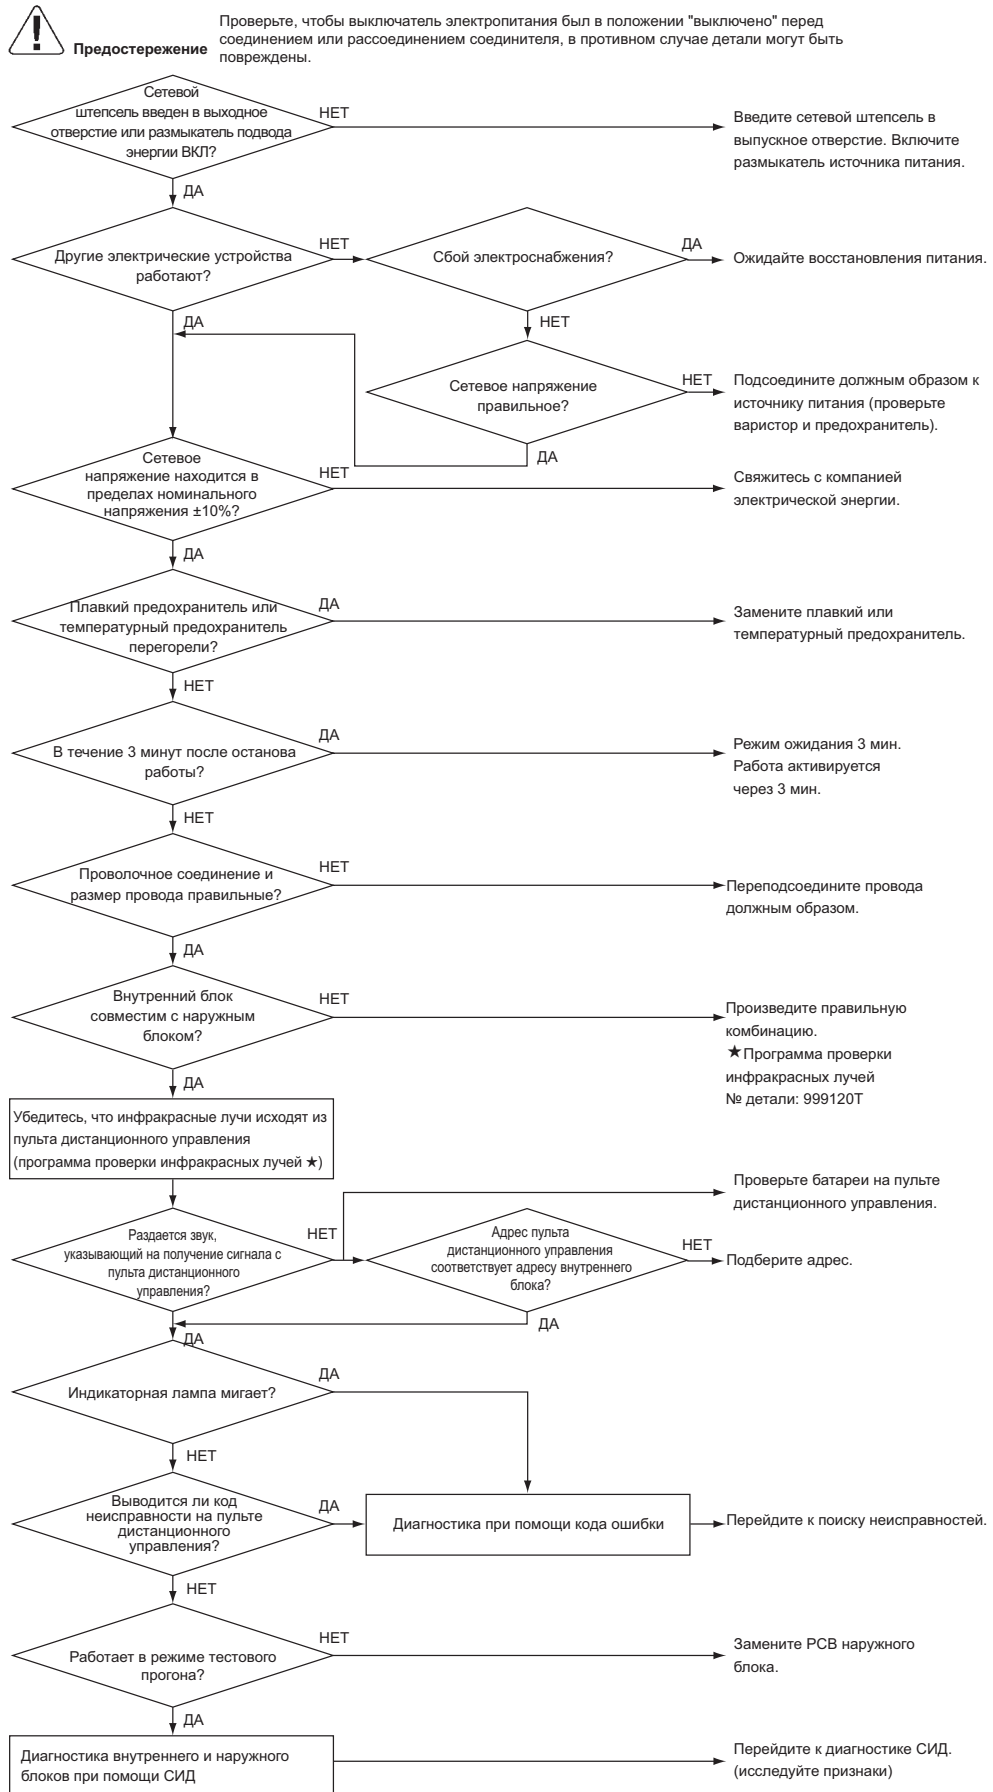 Проверьте, чтобы выключатель электропитания был в положении "выключено" перед
соединением или рассоединением соединителя, в противном случае детали могут быть
повреждены.
Предостережение
Сетевой
штепсель введен в выходное
отверстие или размыкатель подвода
энергии ВКЛ?
НЕТ
Введите сетевой штепсель в
выпускное отверстие. Включите
размыкатель источника питания.
ДА
Другие электрические устройства
работают?
НЕТ
Сбой электроснабжения?
ДА
Ожидайте восстановления питания.
ДА
НЕТ
Сетевое напряжение
правильное?
НЕТ
Подсоедините должным образом к
источнику питания (проверьте
варистор и предохранитель).
ДА
Сетевое
напряжение находится в
пределах номинального
напряжения ±10%?
НЕТ
Свяжитесь с компанией
электрической энергии.
ДА
Плавкий предохранитель или
температурный предохранитель
перегорели?
ДА
Замените плавкий или
температурный предохранитель.
НЕТ
В течение 3 минут после останова
работы?
ДА
Режим ожидания 3 мин.
Работа активируется
через 3 мин.
НЕТ
Проволочное соединение и
размер провода правильные?
НЕТ
Переподсоедините провода
должным образом.
ДА
Внутренний блок
совместим с наружным
блоком?
НЕТ
Произведите правильную
комбинацию.
★Программа проверки
инфракрасных лучей
№ детали: 999120T
ДА
Убедитесь, что инфракрасные лучи исходят из
пульта дистанционного управления
(программа проверки инфракрасных лучей ★)
Проверьте батареи на пульте
дистанционного управления.
Раздается звук,
указывающий на получение сигнала с
пульта дистанционного
управления?
НЕТ
Адрес пульта
дистанционного управления
соответствует адресу внутреннего
блока?
НЕТ
Подберите адрес.
ДА
ДА
Индикаторная лампа мигает?
ДА
НЕТ
Выводится ли код
неисправности на пульте
дистанционного
управления?
ДА
Диагностика при помощи кода ошибки
Перейдите к поиску неисправностей.
НЕТ
Работает в режиме тестового
прогона?
НЕТ
Замените PCB наружного
блока.
ДА
Диагностика внутреннего и наружного
блоков при помощи СИД
Перейдите к диагностике СИД.
(исследуйте признаки)